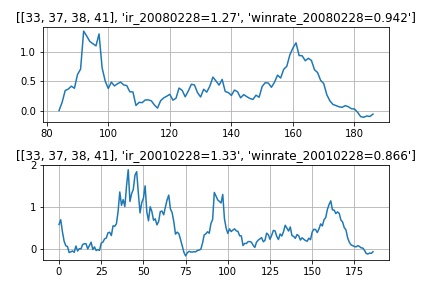 [[33, 37, 38, 41], 'ir_20080228=1.27', 'winrate_20080228=0.942']
1.0
0.5
0.0
80 100 120 140 160 180
[[33, 37, 38, 41], 'ir_20010228=1.33', 'winrate_20010228=0.866']
2
1
0
0 25 50 75 100 125 150 175